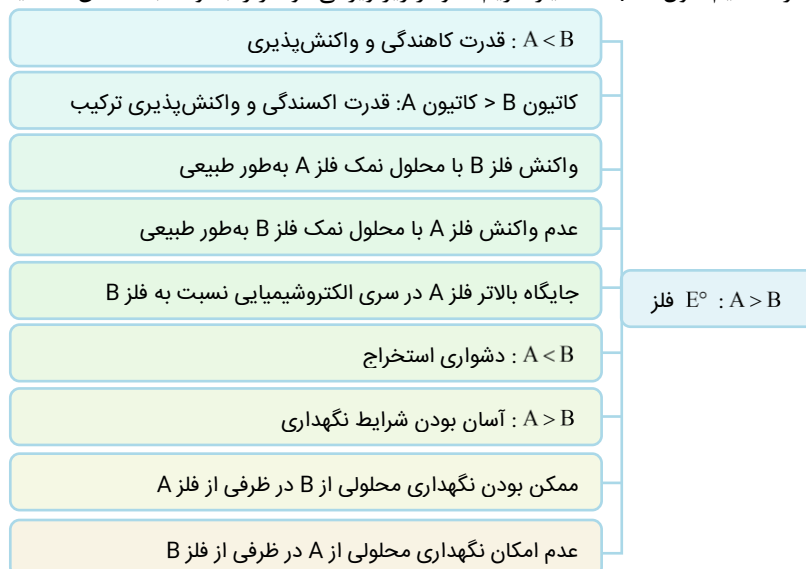 A < B : قدرت کاهندگی و واکنش‌پذیری
کاتیون B < کاتیون A: قدرت اکسندگی و واکنش‌پذیری ترکیب
واکنش فلز B با محلول نمک فلز A به‌طور طبیعی
عدم واکنش فلز A با محلول نمک فلز B به‌طور طبیعی
جایگاه بالاتر فلز A در سری الکتروشیمیایی نسبت به فلز B
فلز E° : A > B
A < B : دشواری استخراج
A > B : آسان بودن شرایط نگهداری
ممکن بودن نگهداری محلولی از B در ظرفی از فلز A
عدم امکان نگهداری محلولی از A در ظرفی از فلز B